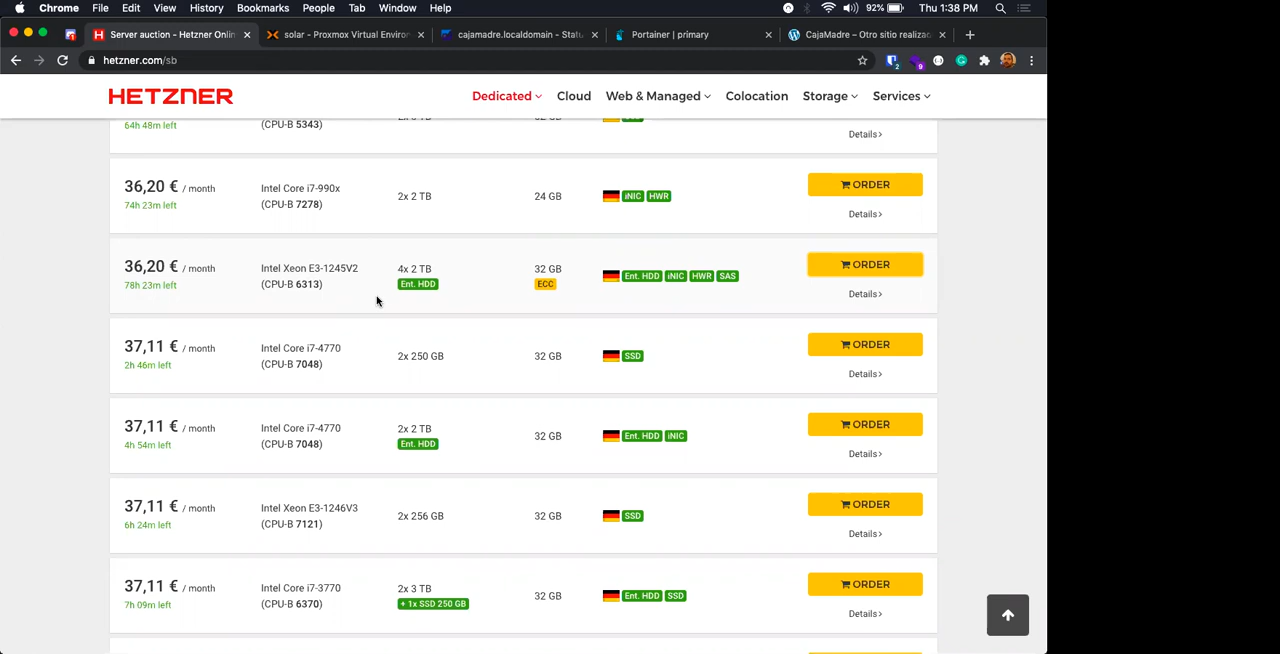 Chrome File Edit View History Bookmarks People Tab Window Help 92% Thu 1:38 PM
Server auction - Hetzner Onlin solar - Proxmox Virtual Environ cajamadre.localdomain - Statu Portainer | primary CajaMadre – Otro sitio realizac
hetzner.com/sb 2 9
HETZNER Dedicated Cloud Web & Managed Colocation Storage Services
64h 48m left (CPU-B 5343)
Details
36,20 € / month Intel Core i7-990x 2x 2 TB 24 GB iNIC HWR ORDER
74h 23m left (CPU-B 7278) Details
36,20 € / month Intel Xeon E3-1245V2 4x 2 TB 32 GB Ent. HDD iNIC HWR SAS ORDER
78h 23m left (CPU-B 6313) Ent. HDD ECC Details
37,11 € / month Intel Core i7-4770 2x 250 GB 32 GB SSD ORDER
2h 46m left (CPU-B 7048) Details
37,11 € / month Intel Core i7-4770 2x 2 TB 32 GB Ent. HDD iNIC ORDER
4h 54m left (CPU-B 7048) Ent. HDD Details
37,11 € / month Intel Xeon E3-1246V3 2x 256 GB 32 GB SSD ORDER
6h 24m left (CPU-B 7121) Details
37,11 € / month Intel Core i7-3770 2x 3 TB 32 GB Ent. HDD SSD ORDER
7h 09m left (CPU-B 6370) + 1x SSD 250 GB Details